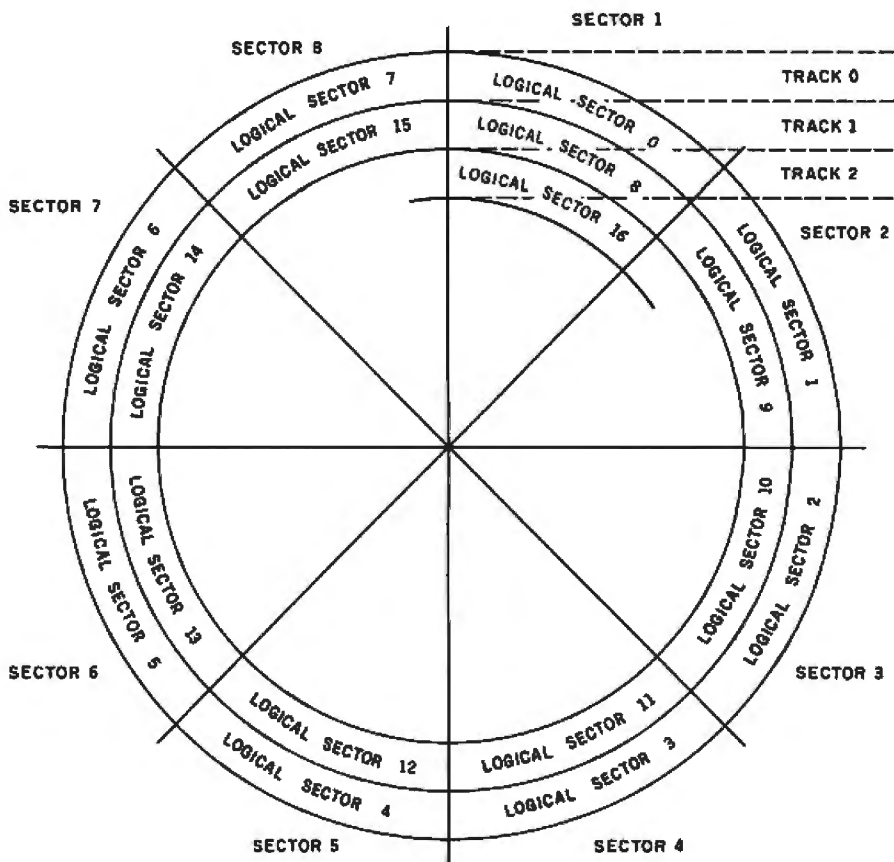 SECTOR 1
SECTOR 8
TRACK 0
LOGICAL SECTOR 7
LOGICAL SECTOR 0
TRACK 1
LOGICAL SECTOR 15
LOGICAL SECTOR 8
TRACK 2
LOGICAL SECTOR 16
SECTOR 7
SECTOR 2
LOGICAL SECTOR 6
LOGICAL SECTOR 14
LOGICAL SECTOR 9
LOGICAL SECTOR 1
LOGICAL SECTOR 5
LOGICAL SECTOR 13
LOGICAL SECTOR 10
LOGICAL SECTOR 2
SECTOR 6
SECTOR 3
LOGICAL SECTOR 12
LOGICAL SECTOR 11
LOGICAL SECTOR 4
LOGICAL SECTOR 3
SECTOR 5
SECTOR 4